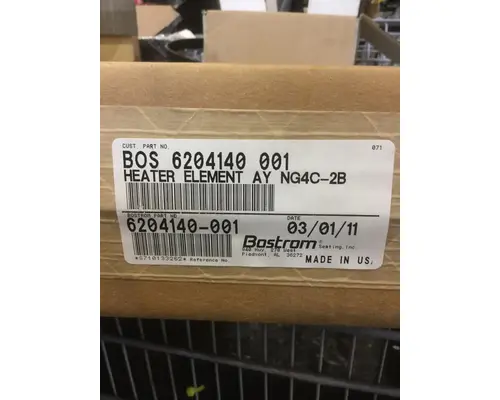 CUST. PART NO. 071
BOS 6204140 001
HEATER ELEMENT AY NG4C-2B
BOSTROM PART NO. DATE
6204140-001 03/01/11
Bostrom Seating, Inc.
Piedmont, AL 36272
Reference No. MADE IN US.